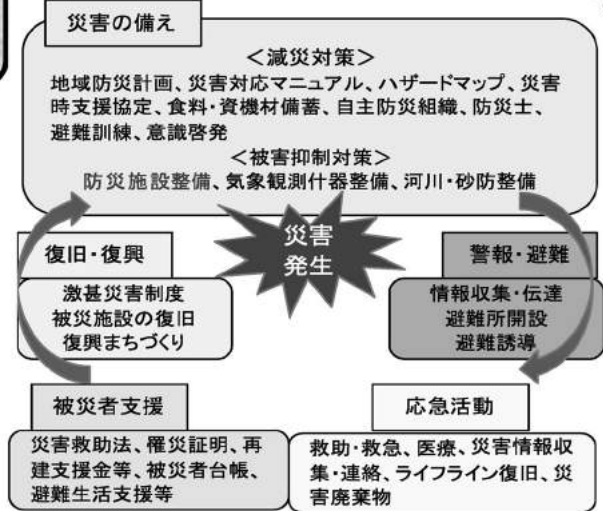 災害の備え
＜減災対策＞
地域防災計画、災害対応マニュアル、ハザードマップ、災害
時支援協定、食料・資機材備蓄、自主防災組織、防災士、
避難訓練、意識啓発
＜被害抑制対策＞
防災施設整備、気象観測什器整備、河川・砂防整備
災害
発生
復旧・復興
激甚災害制度
被災施設の復旧
復興まちづくり
警報・避難
情報収集・伝達
避難所開設
避難誘導
被災者支援
災害救助法、罹災証明、再
建支援金等、被災者台帳、
避難生活支援等
応急活動
救助・救急、医療、災害情報収
集・連絡、ライフライン復旧、災
害廃棄物